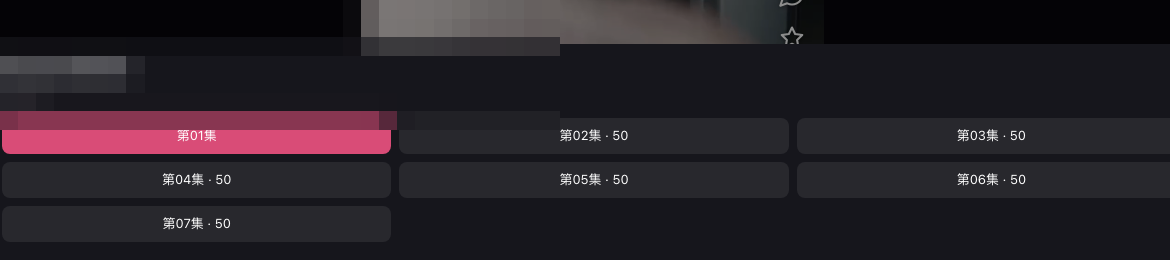 第01集
第02集 · 50
第03集 · 50
第04集 · 50
第05集 · 50
第06集 · 50
第07集 · 50